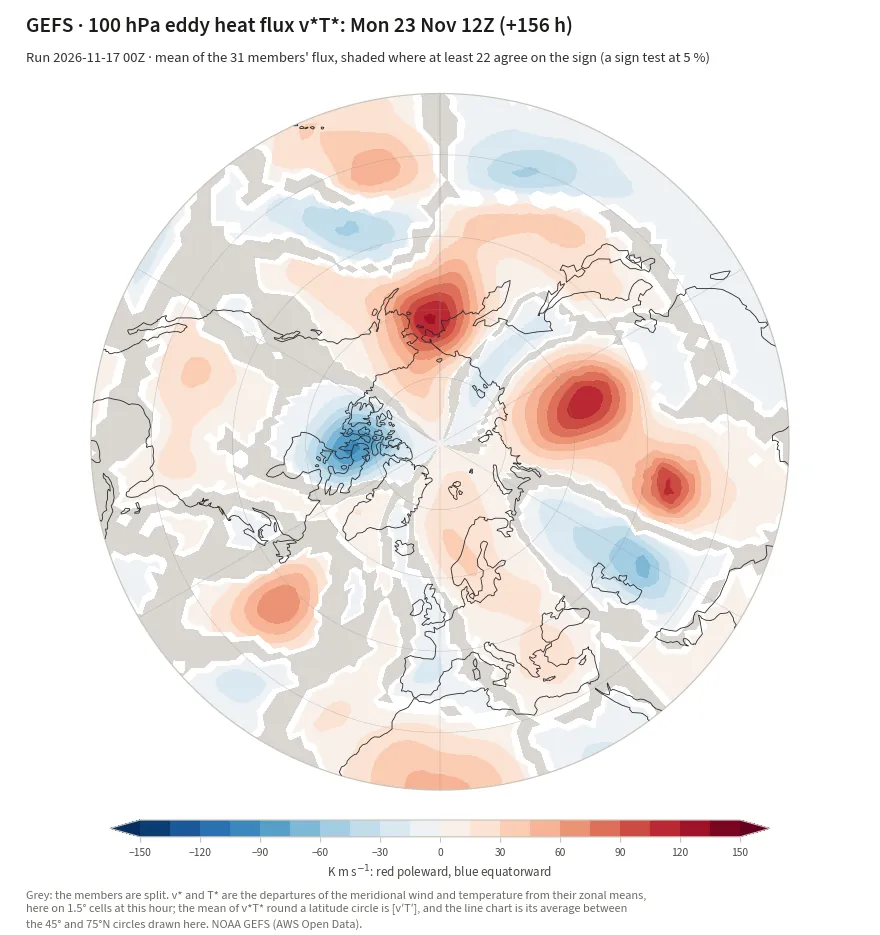 GEFS · 100 hPa eddy heat flux v*T*: Mon 23 Nov 12Z (+156 h)
Run 2026-11-17 00Z · mean of the 31 members' flux, shaded where at least 22 agree on the sign (a sign test at 5 %)
−150 −120 −90 −60 −30 0 30 60 90 120 150
K m s⁻¹: red poleward, blue equatorward
Grey: the members are split. v* and T* are the departures of the meridional wind and temperature from their zonal means,
here on 1.5° cells at this hour; the mean of v*T* round a latitude circle is [v'T'], and the line chart is its average between
the 45° and 75°N circles drawn here. NOAA GEFS (AWS Open Data).